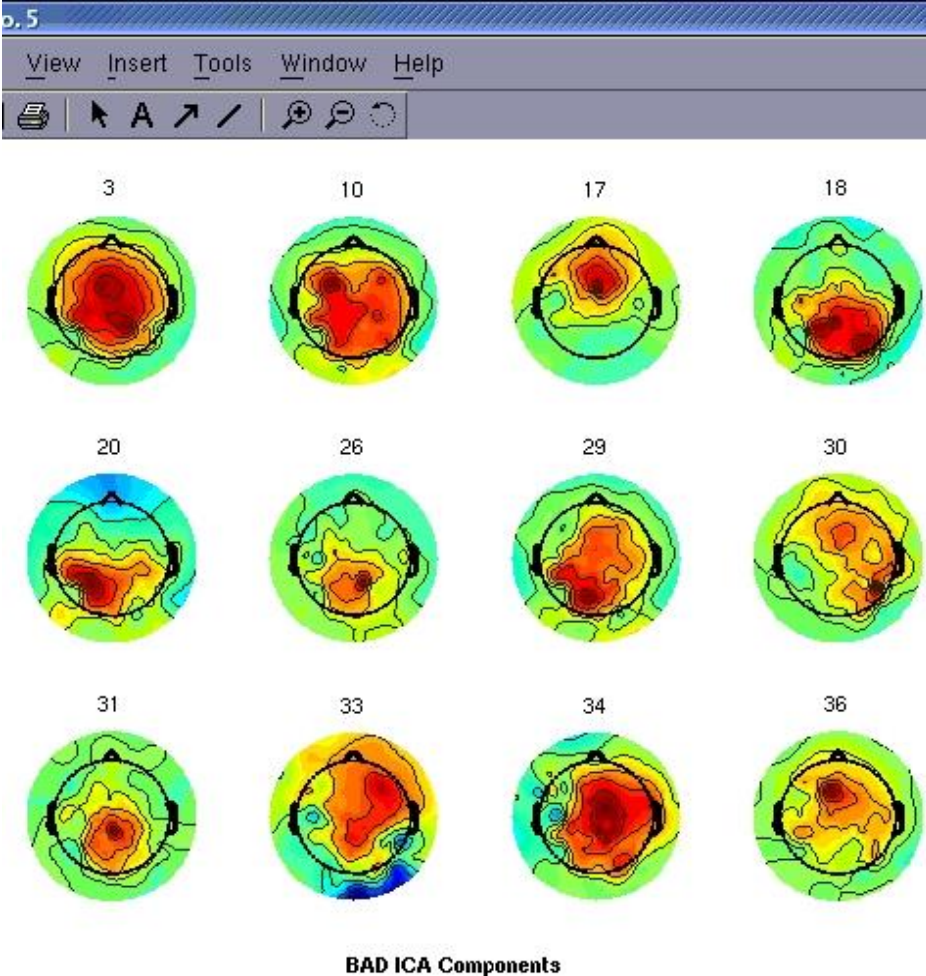 o. 5
View Insert Tools Window Help
A
3 10 17 18
20 26 29 30
31 33 34 36
BAD ICA Components